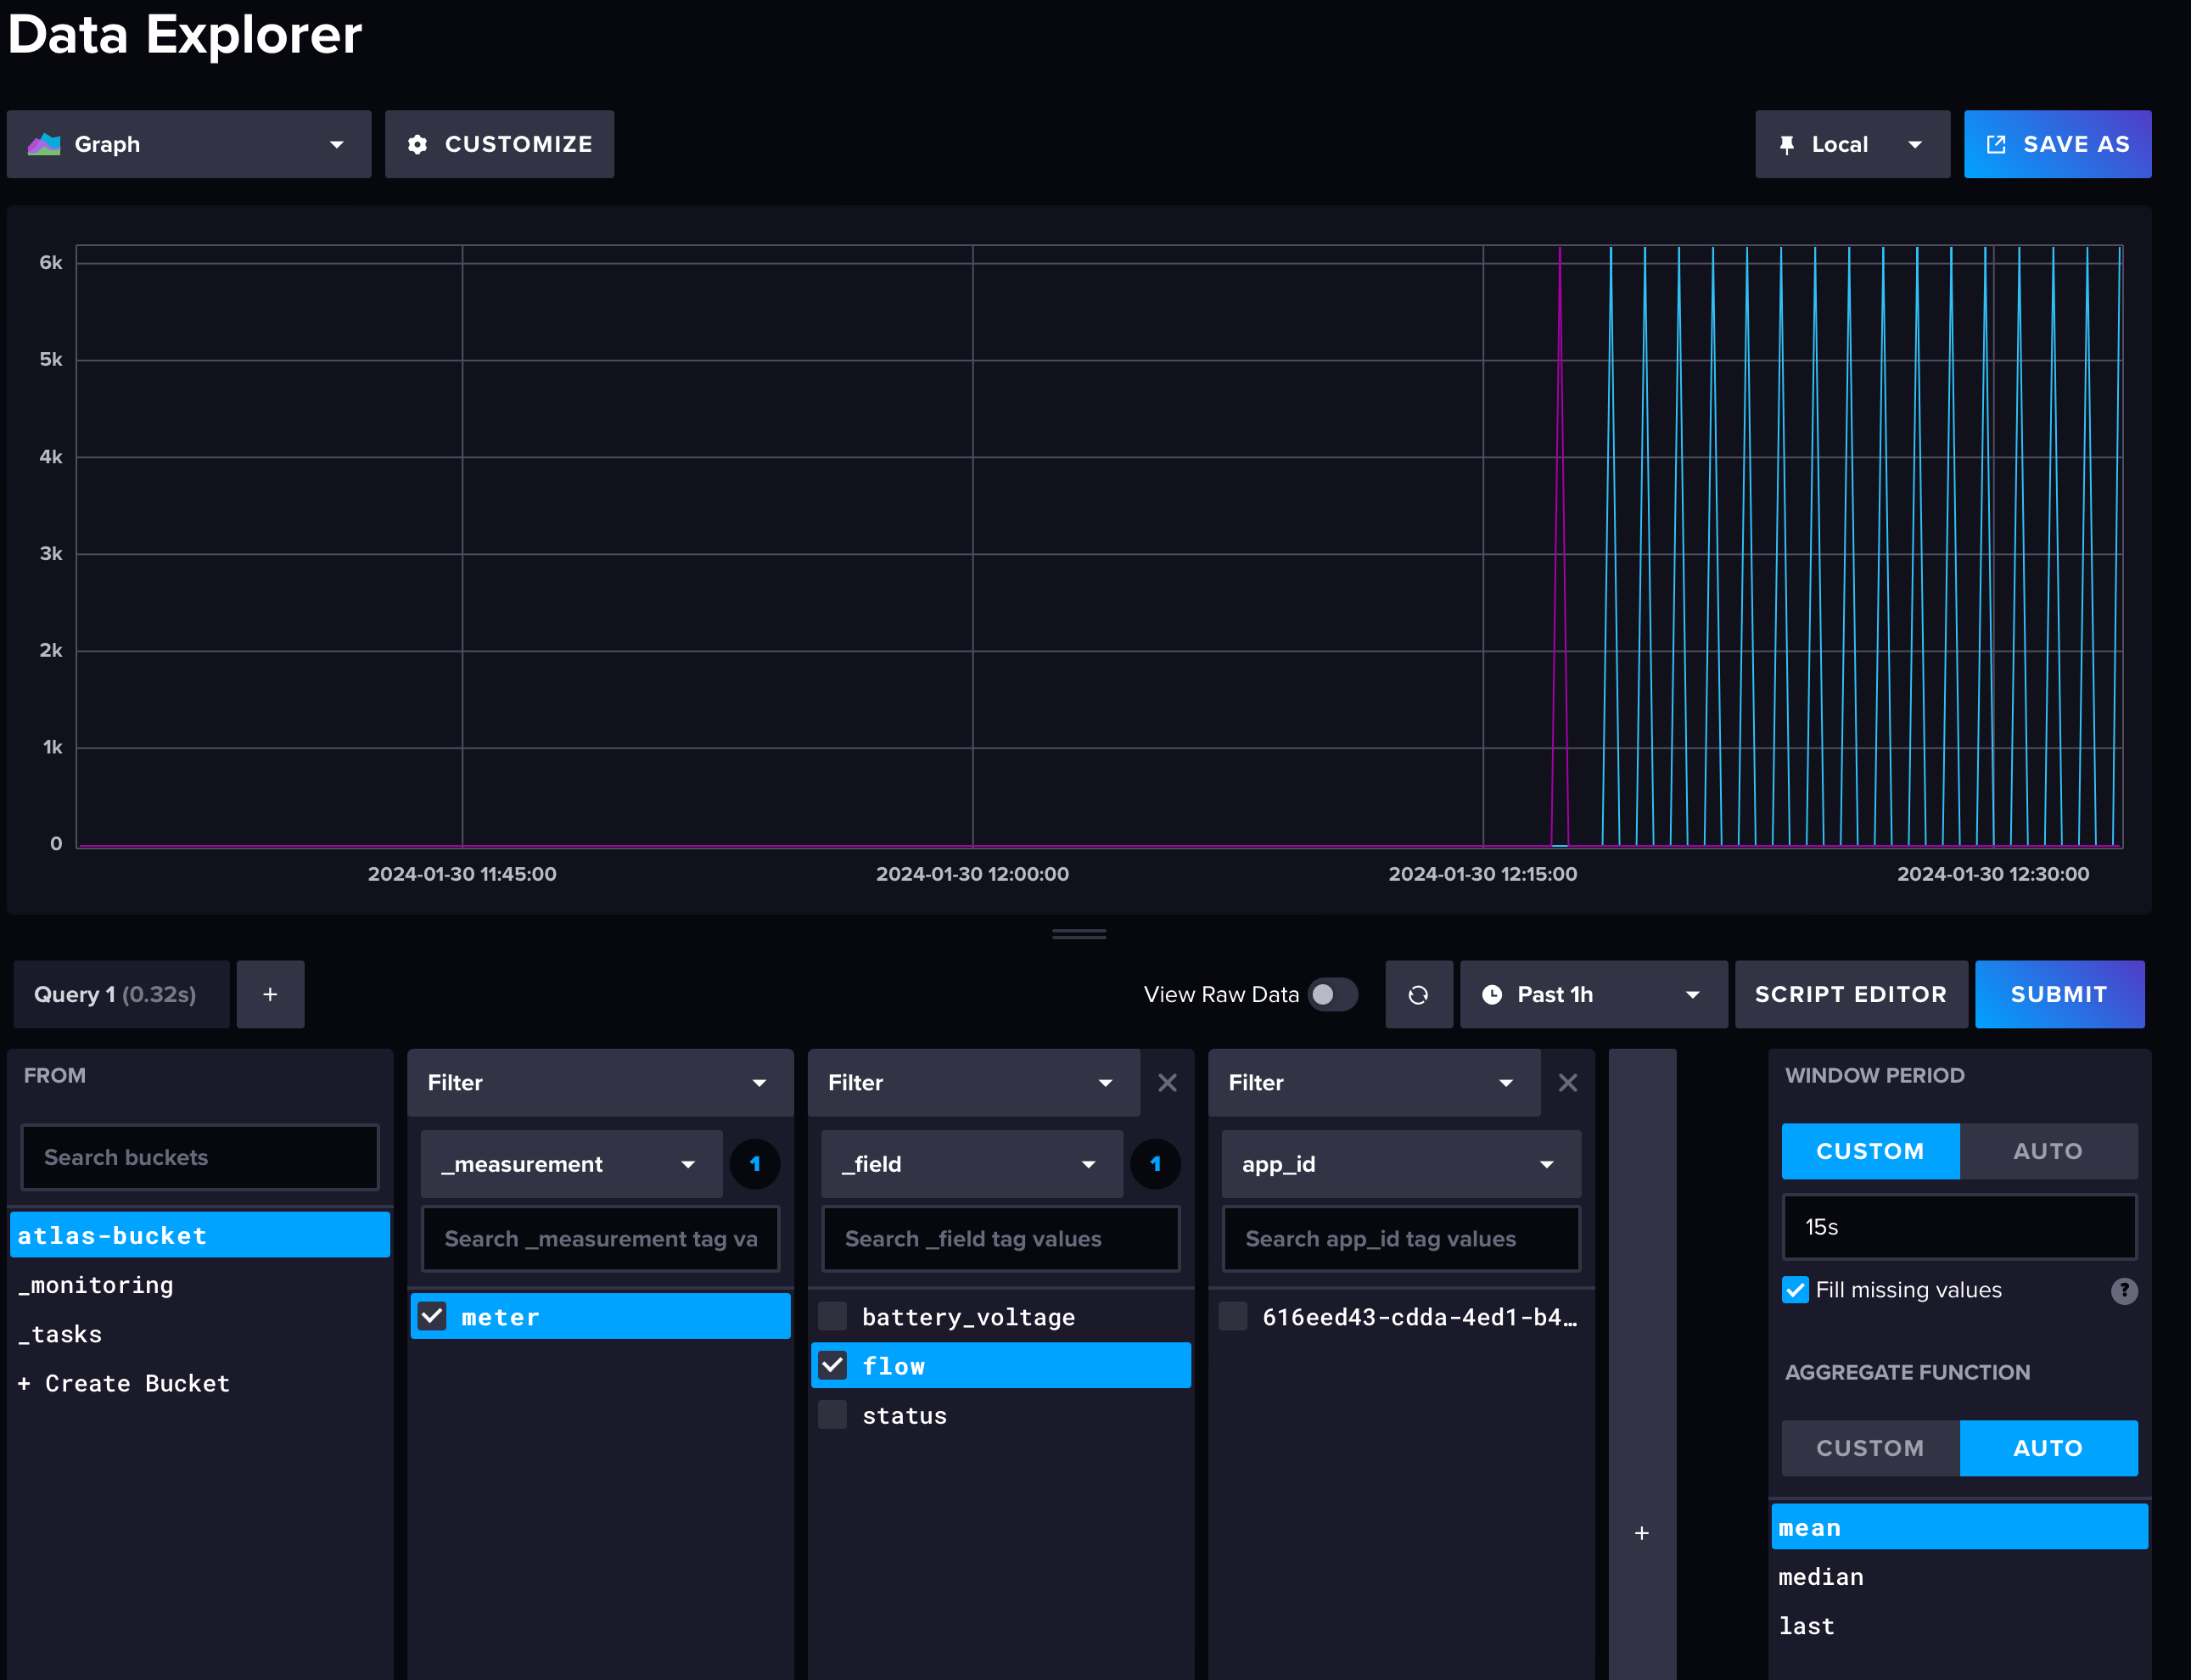 Data Explorer
Graph
CUSTOMIZE
Local
SAVE AS
6k
5k
4k
3k
2k
1k
0
2024-01-30 11:45:00
2024-01-30 12:00:00
2024-01-30 12:15:00
2024-01-30 12:30:00
Query 1 (0.32s)
+
View Raw Data
Past 1h
SCRIPT EDITOR
SUBMIT
FROM
Search buckets
atlas-bucket
_monitoring
_tasks
+ Create Bucket
Filter
_measurement
1
Search _measurement tag va
meter
Filter
_field
1
Search _field tag values
battery_voltage
flow
status
Filter
app_id
Search app_id tag values
616eed43-cdda-4ed1-b4…
+
WINDOW PERIOD
CUSTOM
AUTO
15s
Fill missing values
?
AGGREGATE FUNCTION
CUSTOM
AUTO
mean
median
last